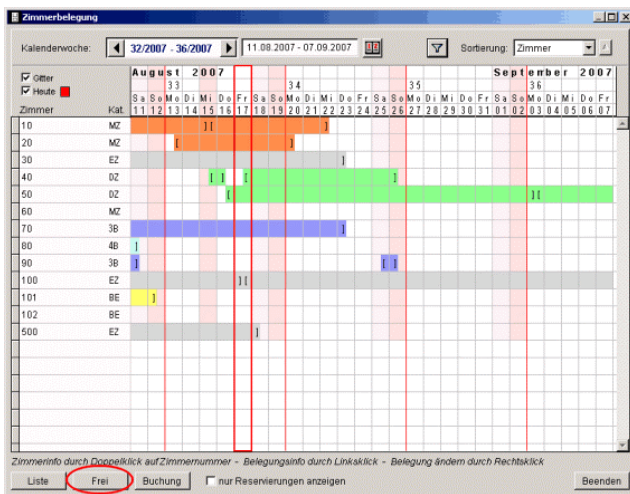 Zimmerbelegung
Kalenderwoche: 32/2007 - 36/2007 11.08.2007 - 07.09.2007 Sortierung: Zimmer
Gitter August 2007 September 2007
Heute 33 34 35 36
Sa So Mo Di Mi Do Fr Sa So Mo Di Mi Do Fr Sa So Mo Di Mi Do Fr Sa So Mo Di Mi Do Fr
Zimmer Kat. 11 12 13 14 15 16 17 18 19 20 21 22 23 24 25 26 27 28 29 30 31 01 02 03 04 05 06 07
10 MZ ] [ ]
20 MZ [ ]
30 EZ ]
40 DZ [ ] [ ]
50 DZ [ ] [
60 MZ
70 3B ]
80 4B ]
90 3B ] [ ]
100 EZ ] [
101 BE ]
102 BE
500 EZ ]
Zimmerinfo durch Doppelklick auf Zimmernummer - Belegungsinfo durch Linksklick - Belegung ändern durch Rechtsklick
Liste Frei Buchung nur Reservierungen anzeigen Beenden